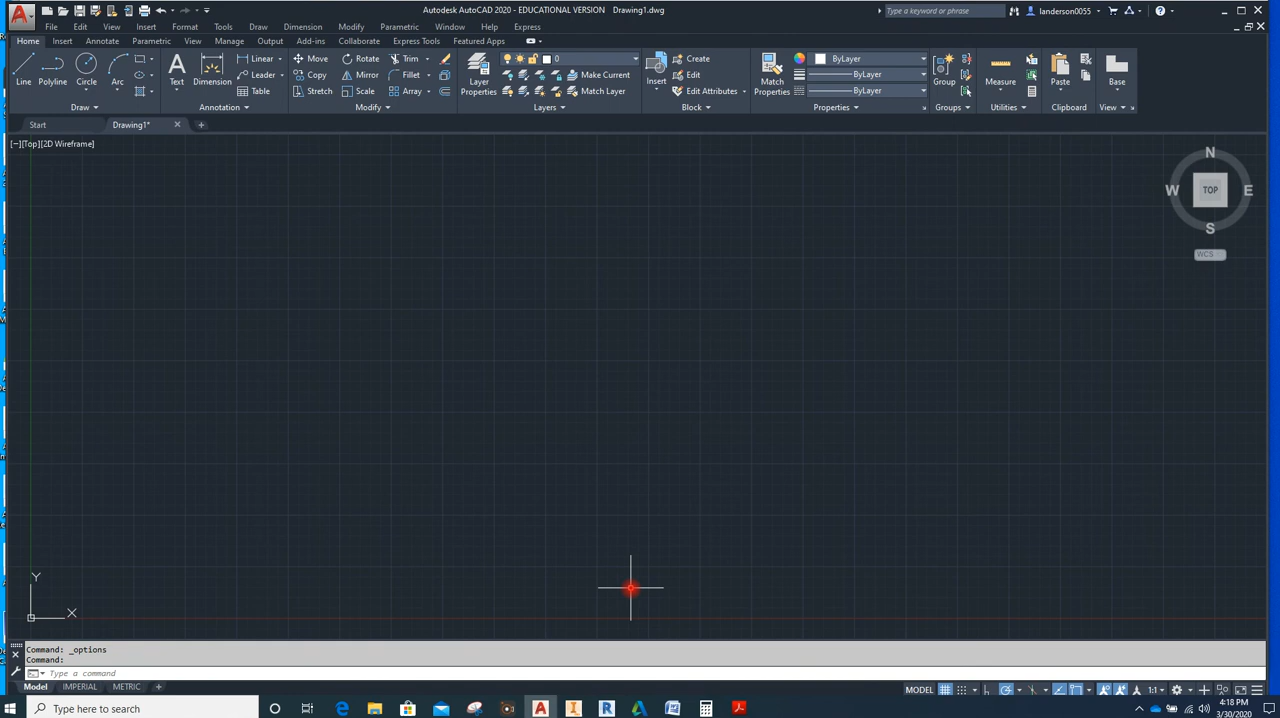 Autodesk AutoCAD 2020 - EDUCATIONAL VERSION Drawing1.dwg
Type a keyword or phrase
landerson0055
File Edit View Insert Format Tools Draw Dimension Modify Parametric Window Help Express
Home Insert Annotate Parametric View Manage Output Add-ins Collaborate Express Tools Featured Apps
Line Polyline Circle Arc
Text Dimension
Linear
Leader
Table
Move Rotate Trim
Copy Mirror Fillet
Stretch Scale Array
Layer Properties
0
Make Current
Match Layer
Insert
Create
Edit
Edit Attributes
Match Properties
ByLayer
ByLayer
ByLayer
Group
Measure
Paste
Base
Draw Annotation Modify Layers Block Properties Groups Utilities Clipboard View
Start Drawing1*
[−][Top][2D Wireframe]
N
W TOP E
S
WCS
Y
X
Command: _options
Command:
Type a command
Model IMPERIAL METRIC
MODEL 1:1
Type here to search
4:18 PM
3/30/2020